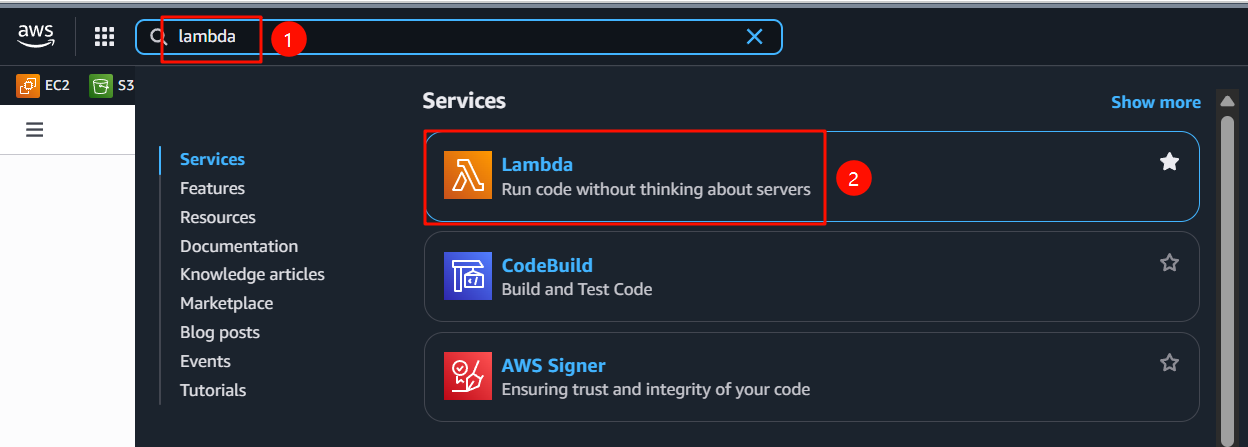 aws
lambda
1
EC2
S3
Services
Show more
Services
Features
Resources
Documentation
Knowledge articles
Marketplace
Blog posts
Events
Tutorials
Lambda
Run code without thinking about servers
2
CodeBuild
Build and Test Code
AWS Signer
Ensuring trust and integrity of your code